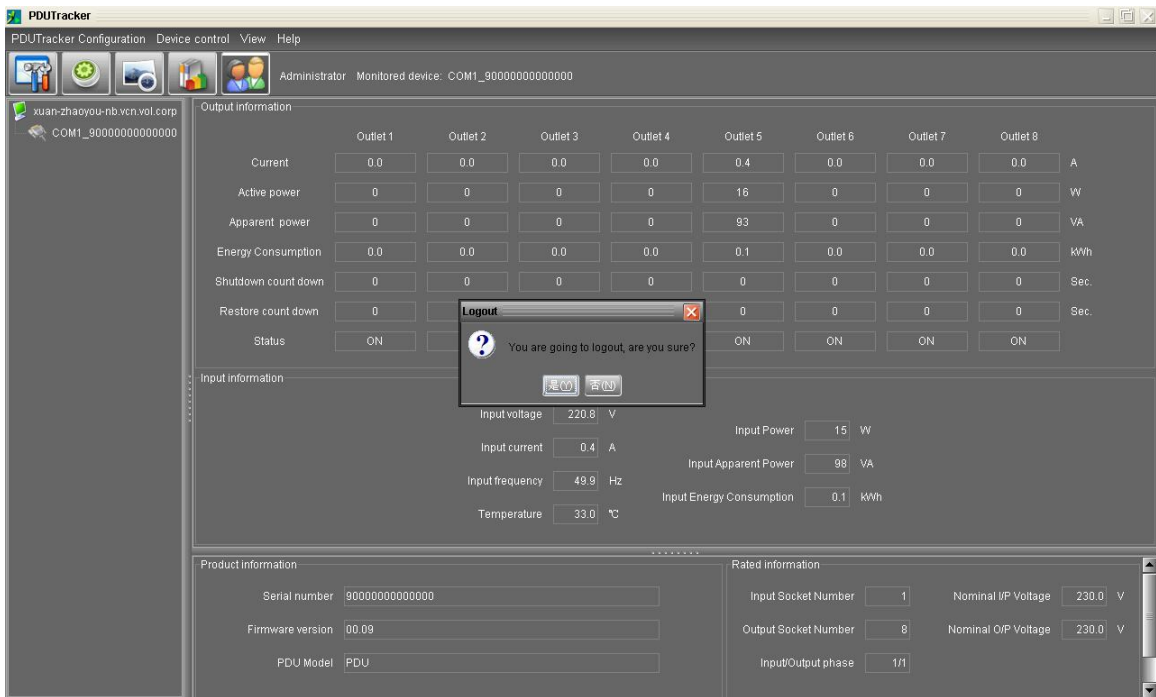 PDUTracker
PDUTracker Configuration Device control View Help
Administrator Monitored device: COM1_90000000000000
xuan-zhaoyou-nb.vcn.vol.corp
COM1_90000000000000
Output information
Outlet 1 Outlet 2 Outlet 3 Outlet 4 Outlet 5 Outlet 6 Outlet 7 Outlet 8
Current 0.0 0.0 0.0 0.0 0.4 0.0 0.0 0.0 A
Active power 0 0 0 0 16 0 0 0 W
Apparent power 0 0 0 0 93 0 0 0 VA
Energy Consumption 0.0 0.0 0.0 0.0 0.1 0.0 0.0 0.0 kWh
Shutdown count down 0 0 0 0 0 0 0 0 Sec.
Restore count down 0 0 0 0 0 Sec.
Status ON ON ON ON ON
Logout
You are going to logout, are you sure?
是(Y) 否(N)
Input information
Input voltage 220.8 V
Input current 0.4 A
Input frequency 49.9 Hz
Temperature 33.0 ℃
Input Power 15 W
Input Apparent Power 98 VA
Input Energy Consumption 0.1 kWh
Product information
Serial number 90000000000000
Firmware version 00.09
PDU Model PDU
Rated information
Input Socket Number 1 Nominal I/P Voltage 230.0 V
Output Socket Number 8 Nominal O/P Voltage 230.0 V
Input/Output phase 1/1